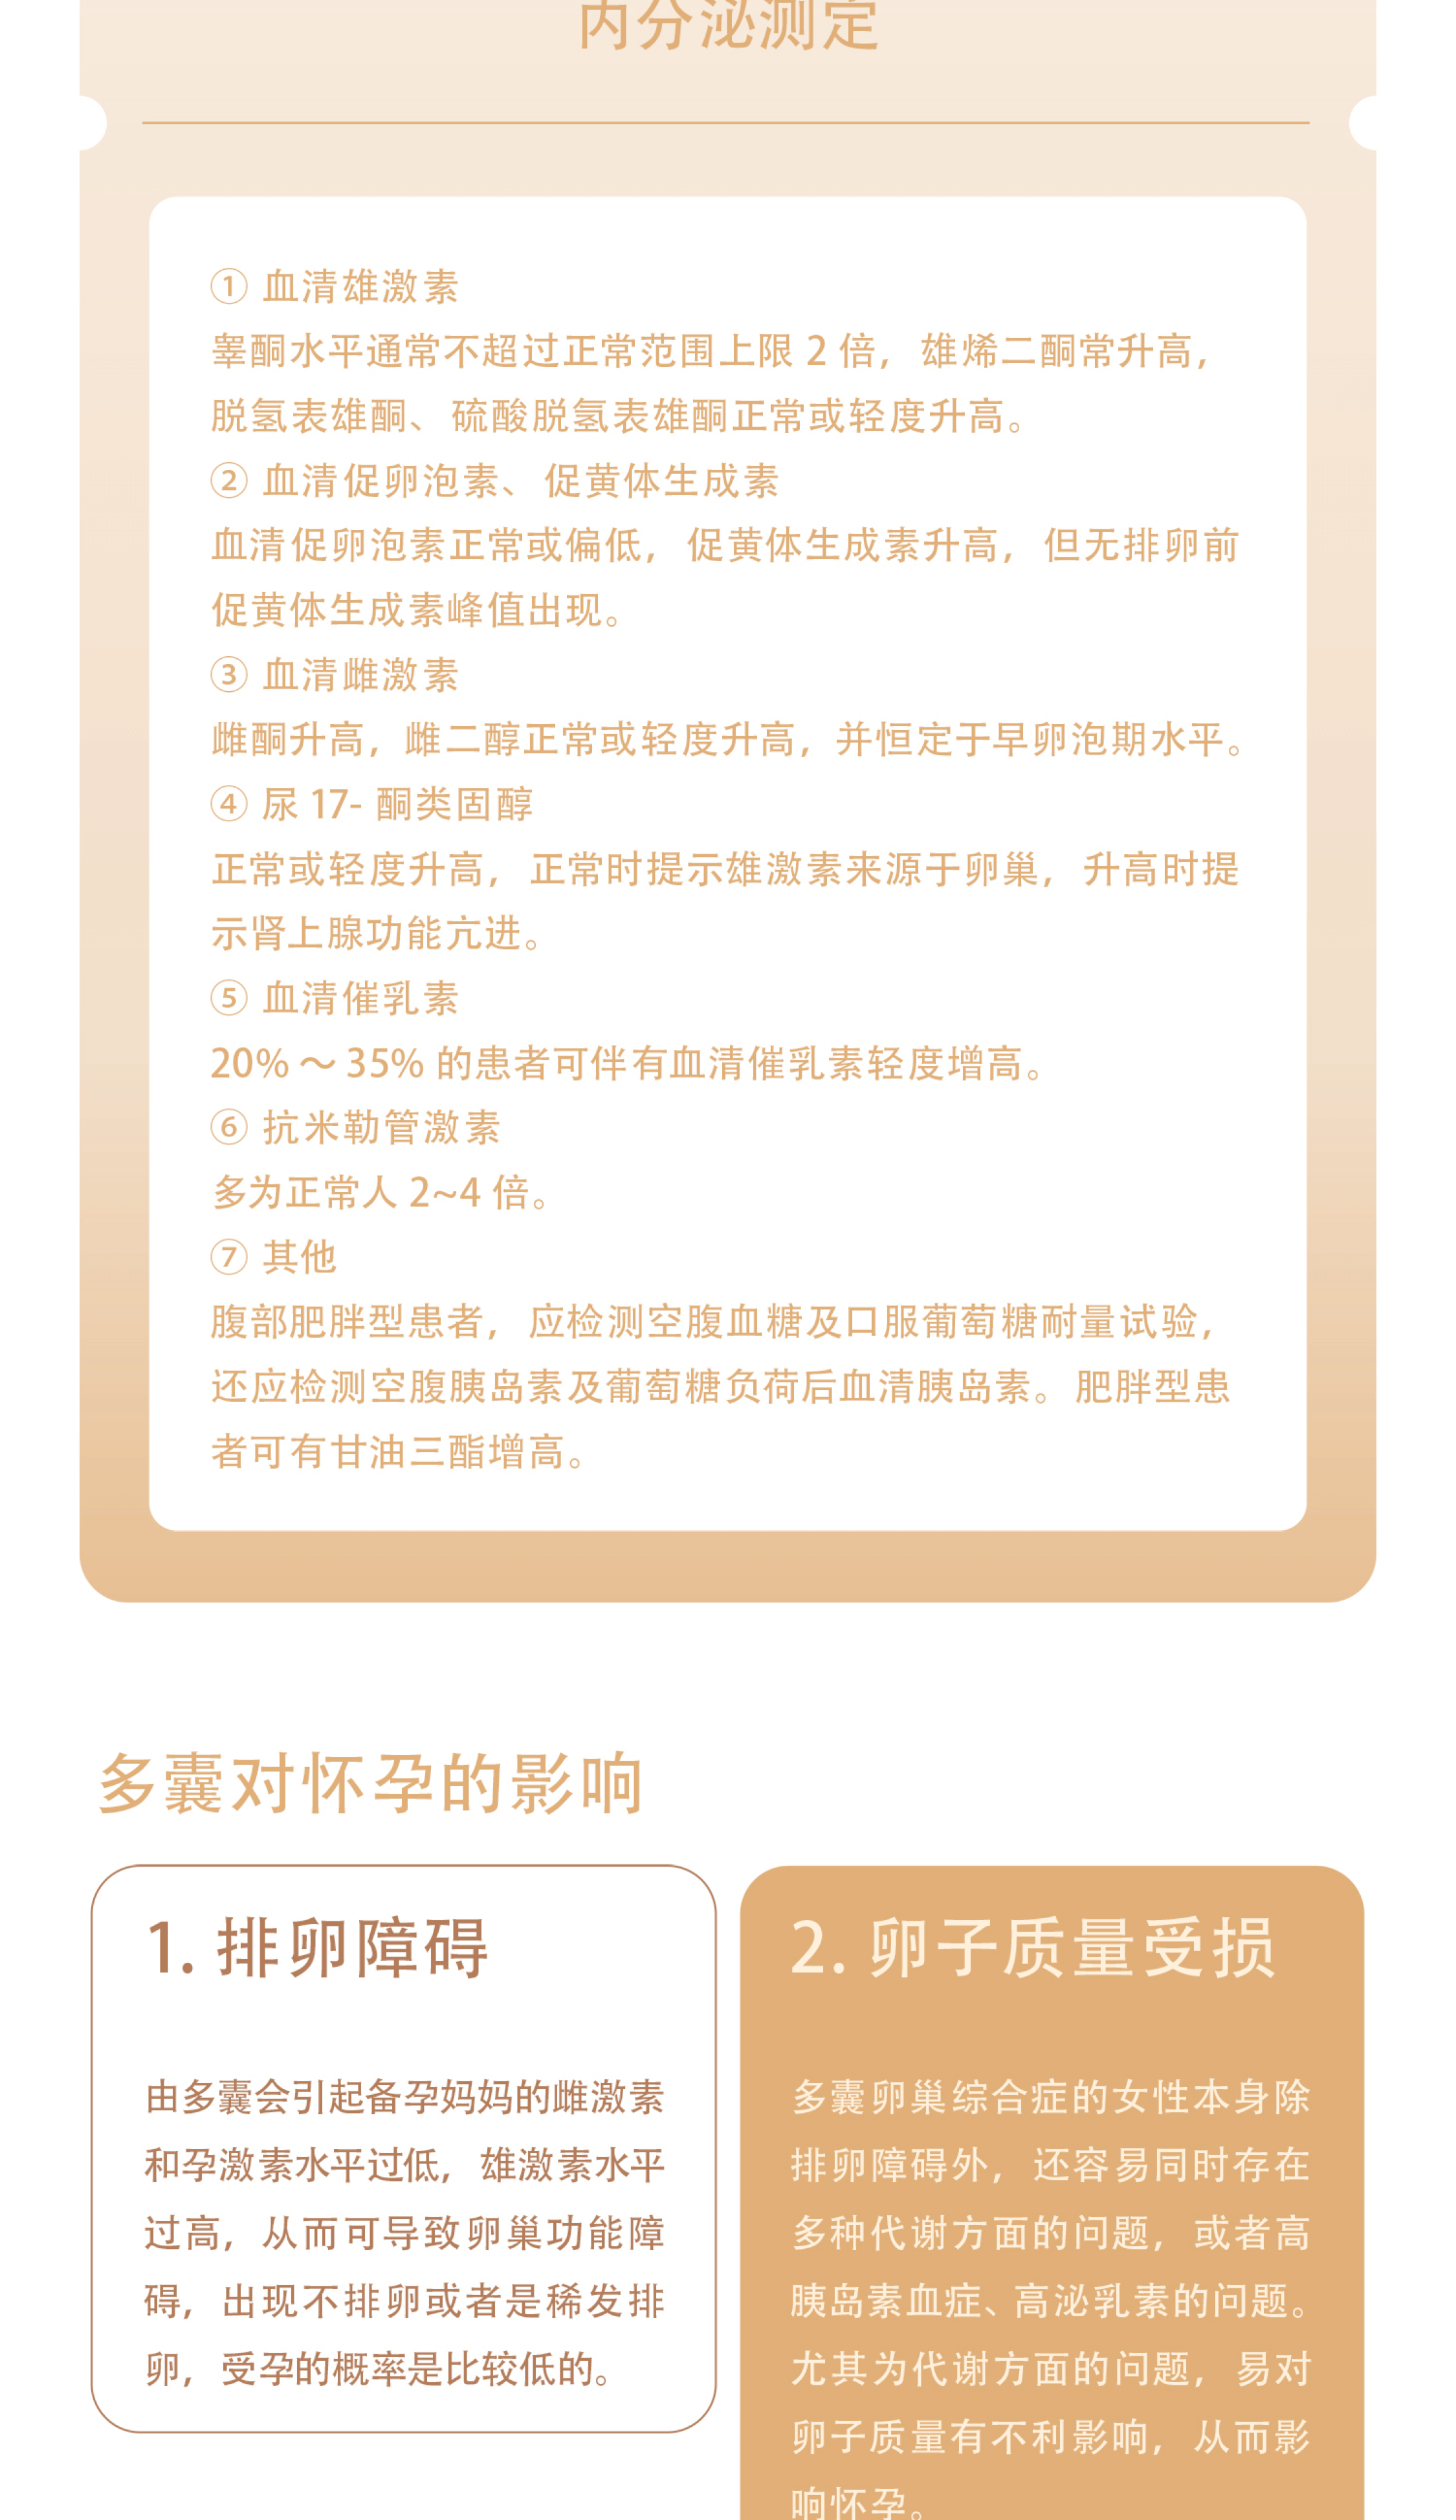 内分泌测定
① 血清雄激素
睾酮水平通常不超过正常范围上限 2 倍，雄烯二酮常升高，
脱氢表雄酮、硫酸脱氢表雄酮正常或轻度升高。
② 血清促卵泡素、促黄体生成素
血清促卵泡素正常或偏低，促黄体生成素升高，但无排卵前
促黄体生成素峰值出现。
③ 血清雌激素
雌酮升高，雌二醇正常或轻度升高，并恒定于早卵泡期水平。
④ 尿 17- 酮类固醇
正常或轻度升高，正常时提示雄激素来源于卵巢，升高时提
示肾上腺功能亢进。
⑤ 血清催乳素
20% ～ 35% 的患者可伴有血清催乳素轻度增高。
⑥ 抗米勒管激素
多为正常人 2~4 倍。
⑦ 其他
腹部肥胖型患者，应检测空腹血糖及口服葡萄糖耐量试验，
还应检测空腹胰岛素及葡萄糖负荷后血清胰岛素。肥胖型患
者可有甘油三酯增高。
多囊对怀孕的影响
1. 排卵障碍
由多囊会引起备孕妈妈的雌激素
和孕激素水平过低，雄激素水平
过高，从而可导致卵巢功能障
碍，出现不排卵或者是稀发排
卵，受孕的概率是比较低的。
2. 卵子质量受损
多囊卵巢综合症的女性本身除
排卵障碍外，还容易同时存在
多种代谢方面的问题，或者高
胰岛素血症、高泌乳素的问题。
尤其为代谢方面的问题，易对
卵子质量有不利影响，从而影
响怀孕。